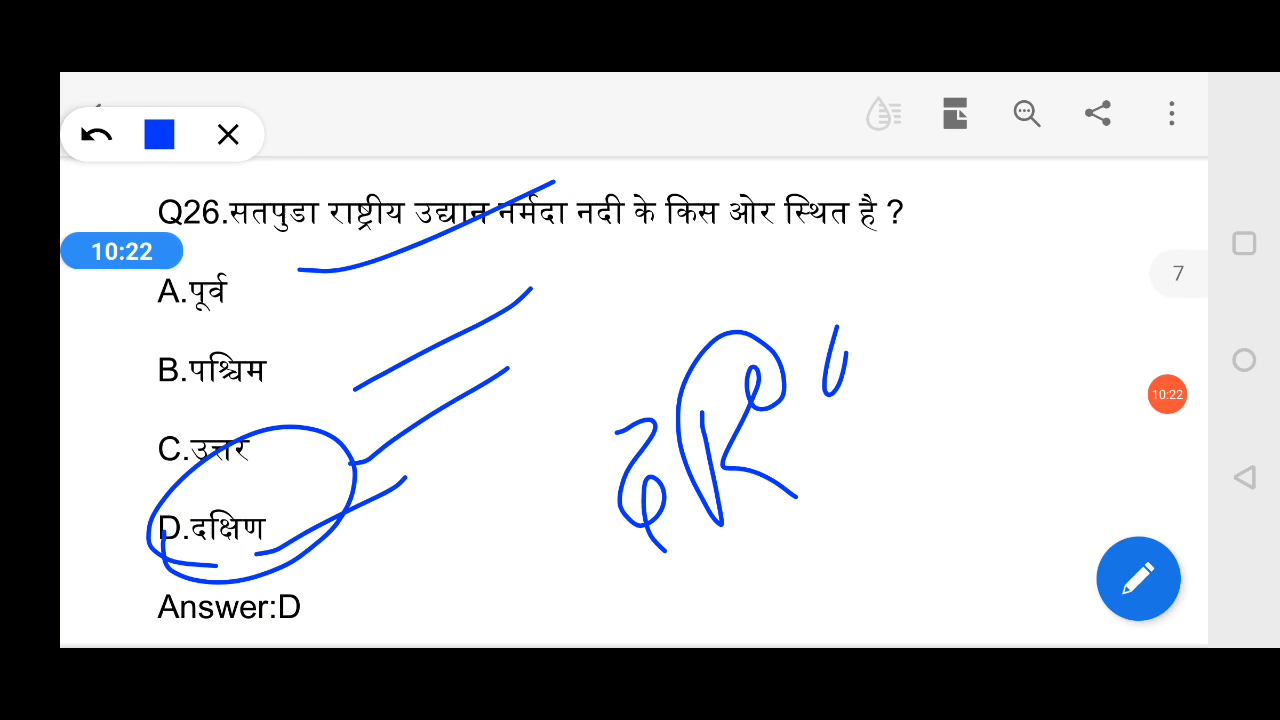 Q26.सतपुडा राष्ट्रीय उद्यान नर्मदा नदी के किस ओर स्थित है ?
10:22
A.पूर्व
7
B.पश्चिम
10:22
C.उत्तर
D.दक्षिण
Answer:D